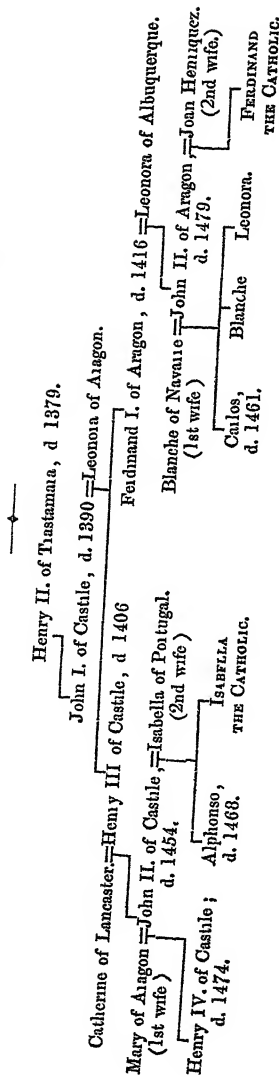 Henry II. of Trastamara, d 1379.
John I. of Castile, d. 1390=Leonora of Aragon.
Catherine of Lancaster.=Henry III of Castile, d 1406
Ferdinand I. of Aragon, d. 1416=Leonora of Albuquerque.
Mary of Aragon=John II. of Castile,=Isabella of Portugal.
(1st wife) d. 1454. (2nd wife)
Blanche of Navarre=John II. of Aragon,=Joan Henriquez.
(1st wife) d. 1479. (2nd wife.)
Henry IV. of Castile;
d. 1474.
Alphonso,
d. 1468.
ISABELLA
THE CATHOLIC.
Carlos,
d. 1461.
Blanche
Leonora.
FERDINAND
THE CATHOLIC.